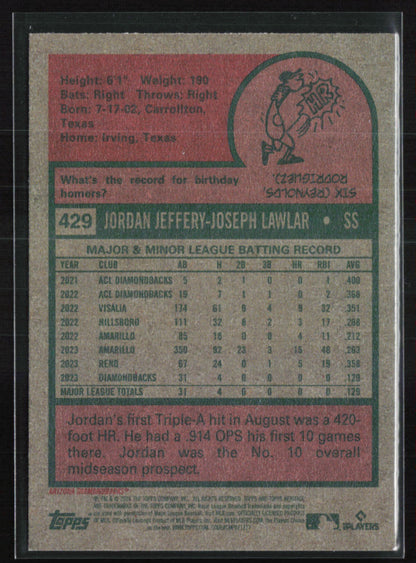 Height: 6'1" Weight: 190
Bats: Right Throws: Right
Born: 7-17-02, Carrollton,
Texas
Home: Irving, Texas
HR
What's the record for birthday
homers?
SIX (REYNOLDS,
RODRIGUEZ)
429 JORDAN JEFFERY-JOSEPH LAWLAR • SS
MAJOR & MINOR LEAGUE BATTING RECORD
YEAR CLUB AB H 2B 3B HR RBI AVG
2021 ACL DIAMONDBACKS 5 2 1 0 0 1 .400
2022 ACL DIAMONDBACKS 19 7 1 0 0 2 .368
2022 VISALIA 174 61 9 4 9 32 .351
2022 HILLSBORO 111 32 2 3 17 .288
2022 AMARILLO 85 18 0 4 11 .212
2023 AMARILLO 350 92 23 3 15 48 .263
2023 RENO 67 24 0 1 5 19 .358
2023 DIAMONDBACKS 31 4 0 0 0 0 .129
MAJOR LEAGUE TOTALS 31 4 0 0 0 0 .129
Jordan's first Triple-A hit in August was a 420-
foot HR. He had a .914 OPS his first 10 games
there. Jordan was the No. 10 overall
midseason prospect.
ARIZONA DIAMONDBACKS
topps
PLAYERS